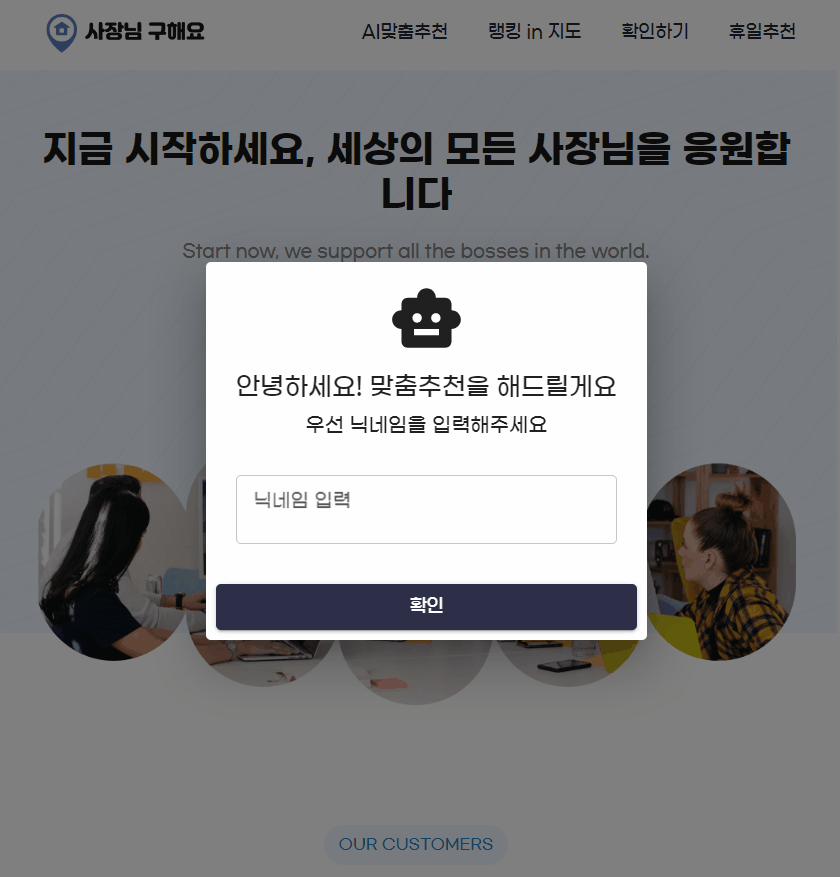 사장님 구해요
AI맞춤추천
랭킹 in 지도
확인하기
휴일추천
지금 시작하세요, 세상의 모든 사장님을 응원합
니다
Start now, we support all the bosses in the world.
안녕하세요! 맞춤추천을 해드릴게요
우선 닉네임을 입력해주세요
닉네임 입력
확인
OUR CUSTOMERS